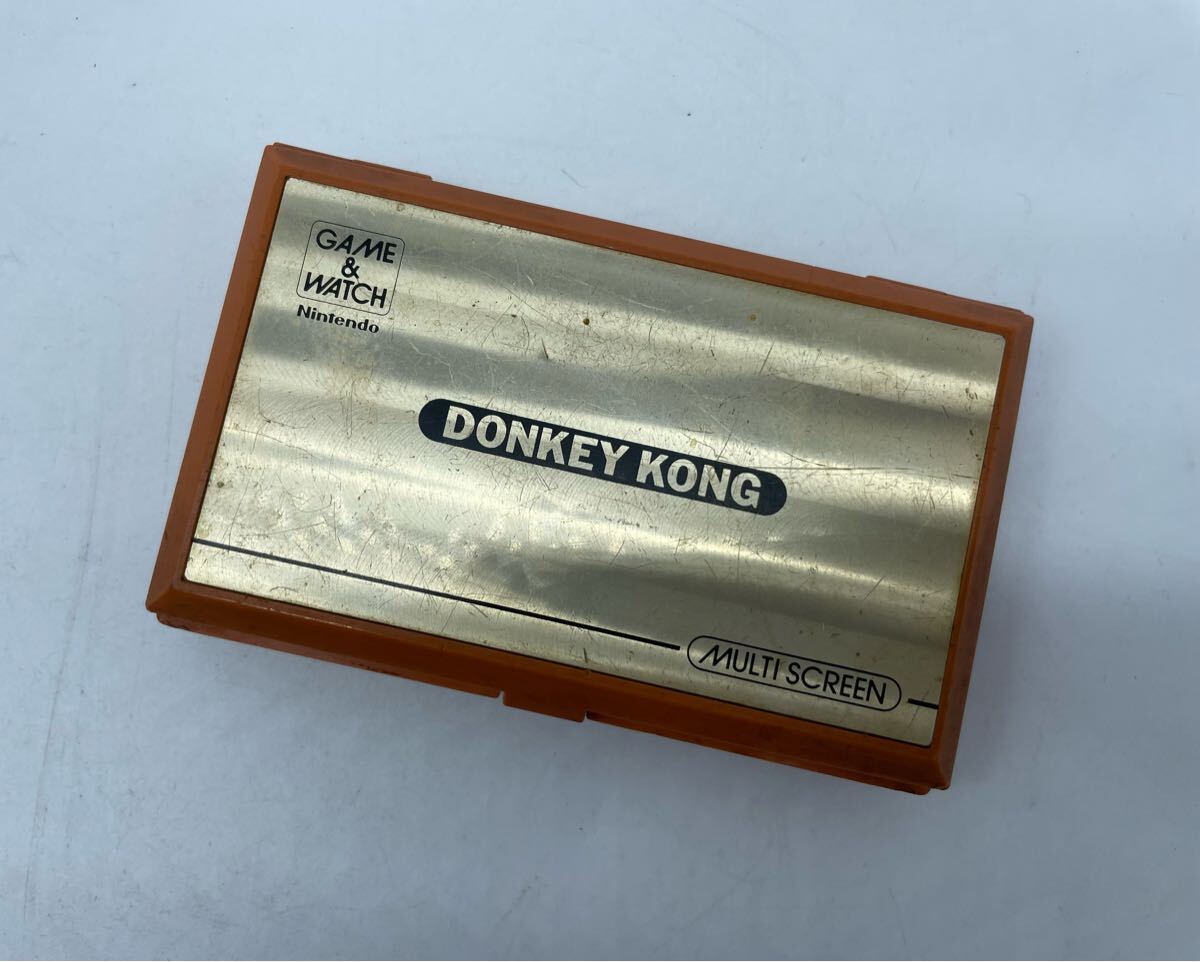 GAME
&
WATCH
Nintendo
DONKEY KONG
MULTI SCREEN